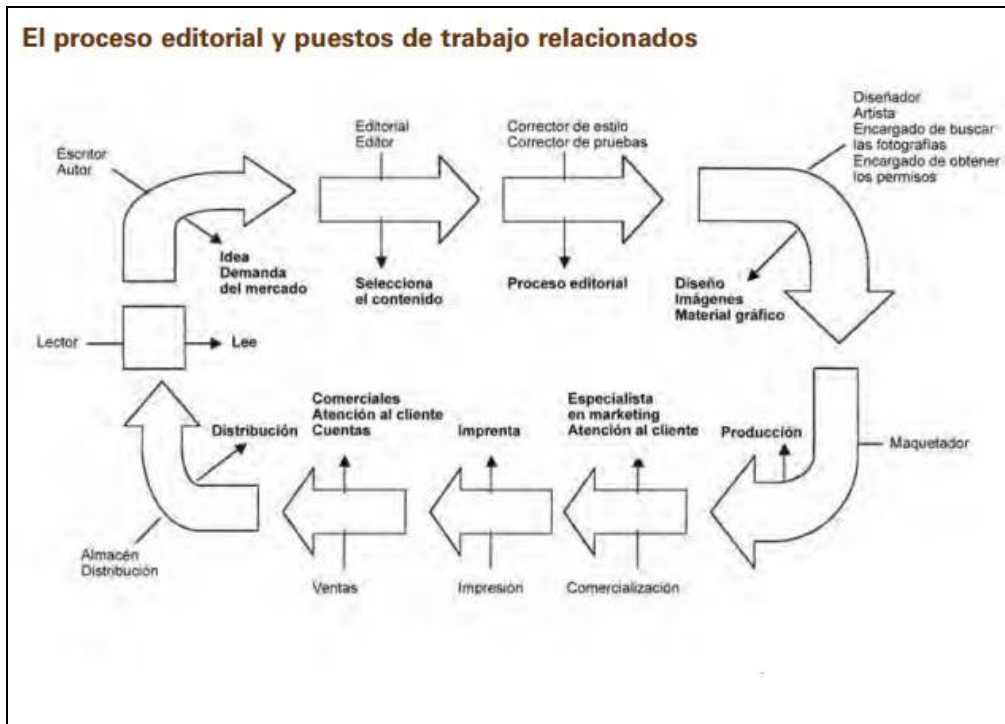 El proceso editorial y puestos de trabajo relacionados
Escritor
Autor
Idea
Demanda
del mercado
Editorial
Editor
Selecciona
el contenido
Corrector de estilo
Corrector de pruebas
Proceso editorial
Diseñador
Artista
Encargado de buscar
las fotografías
Encargado de obtener
los permisos
Diseño
Imágenes
Material gráfico
Maquetador
Producción
Especialista
en marketing
Atención al cliente
Comercialización
Imprenta
Impresión
Comerciales
Atención al cliente
Cuentas
Ventas
Distribución
Almacén
Distribución
Lector
Lee